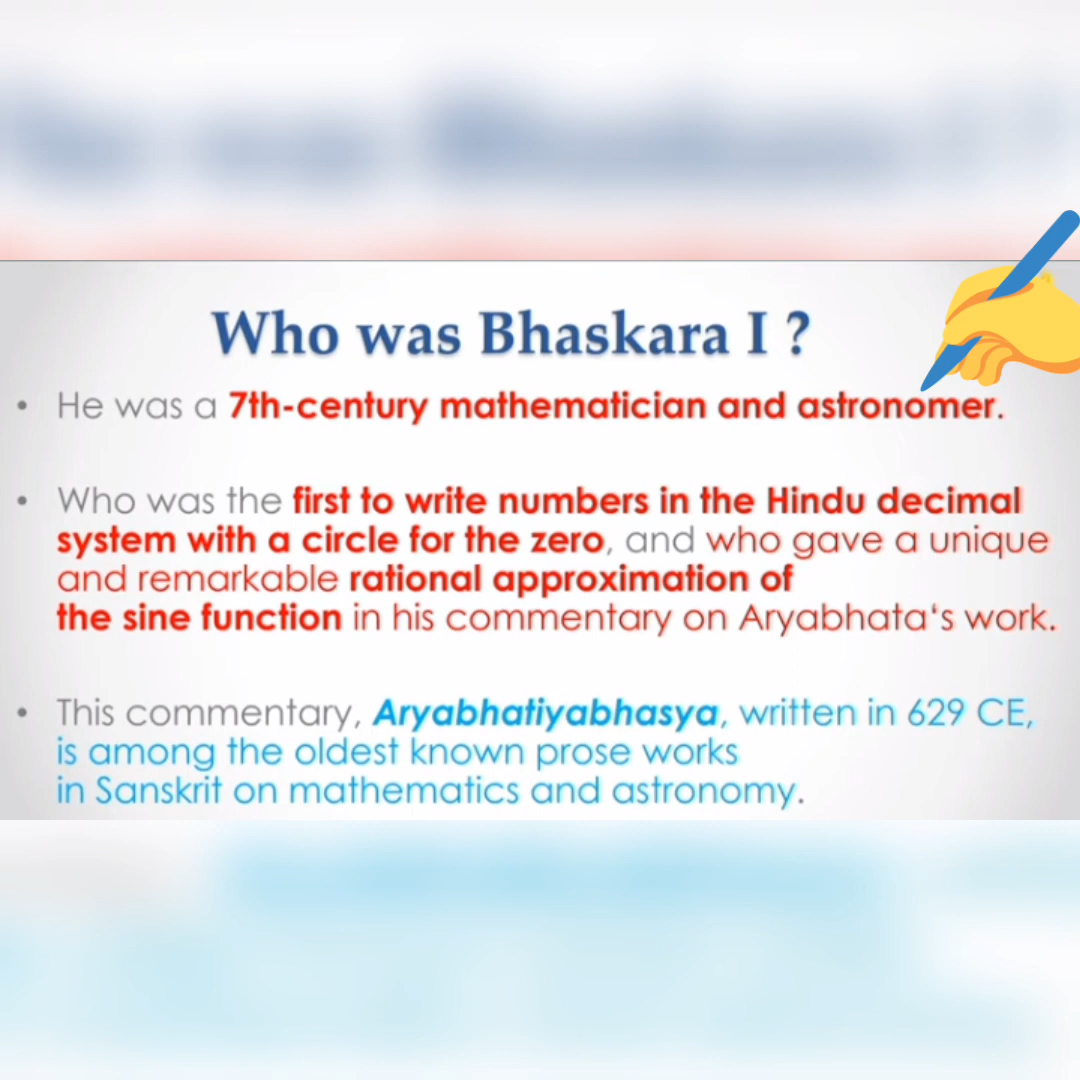 Who was Bhaskara I ?
• He was a 7th-century mathematician and astronomer.
• Who was the first to write numbers in the Hindu decimal
system with a circle for the zero, and who gave a unique
and remarkable rational approximation of
the sine function in his commentary on Aryabhata‘s work.
• This commentary, Aryabhatiyabhasya, written in 629 CE,
is among the oldest known prose works
in Sanskrit on mathematics and astronomy.